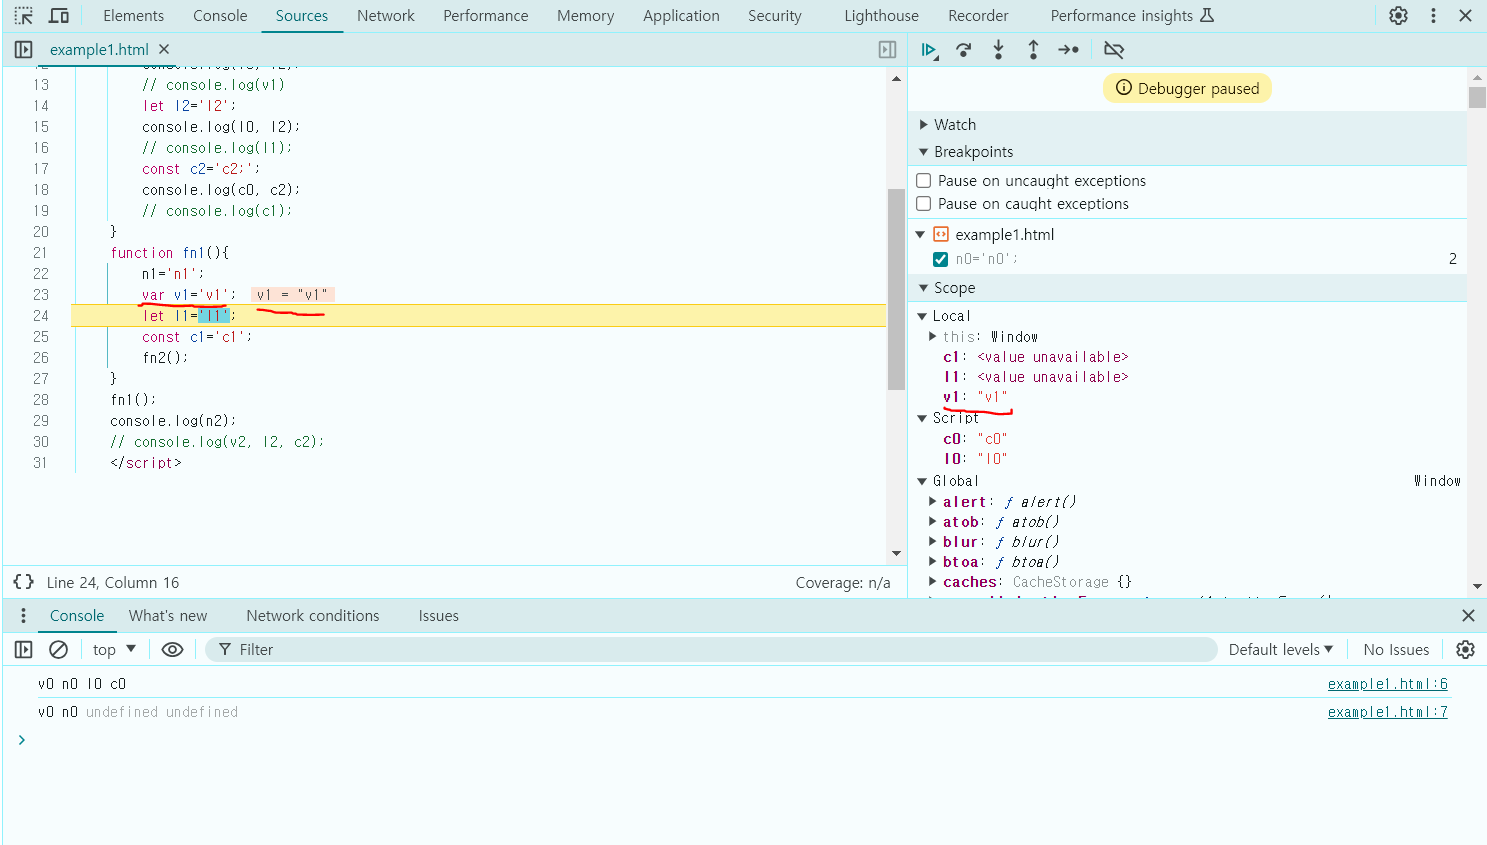 Elements Console Sources Network Performance Memory Application Security Lighthouse Recorder Performance insights
example1.html
13 // console.log(v1)
14 let l2='l2';
15 console.log(l0, l2);
16 // console.log(l1);
17 const c2='c2;';
18 console.log(c0, c2);
19 // console.log(c1);
20 }
21 function fn1(){
22 n1='n1';
23 var v1='v1'; v1 = "v1"
24 let l1='l1';
25 const c1='c1';
26 fn2();
27 }
28 fn1();
29 console.log(n2);
30 // console.log(v2, l2, c2);
31 </script>
{} Line 24, Column 16 Coverage: n/a
Debugger paused
Watch
Breakpoints
Pause on uncaught exceptions
Pause on caught exceptions
example1.html
n0='n0'; 2
Scope
Local
this: Window
c1: <value unavailable>
l1: <value unavailable>
v1: "v1"
Script
c0: "c0"
l0: "l0"
Global Window
alert: ƒ alert()
atob: ƒ atob()
blur: ƒ blur()
btoa: ƒ btoa()
caches: CacheStorage {}
Console What's new Network conditions Issues
top Filter Default levels No Issues
v0 n0 l0 c0 example1.html:6
v0 n0 undefined undefined example1.html:7